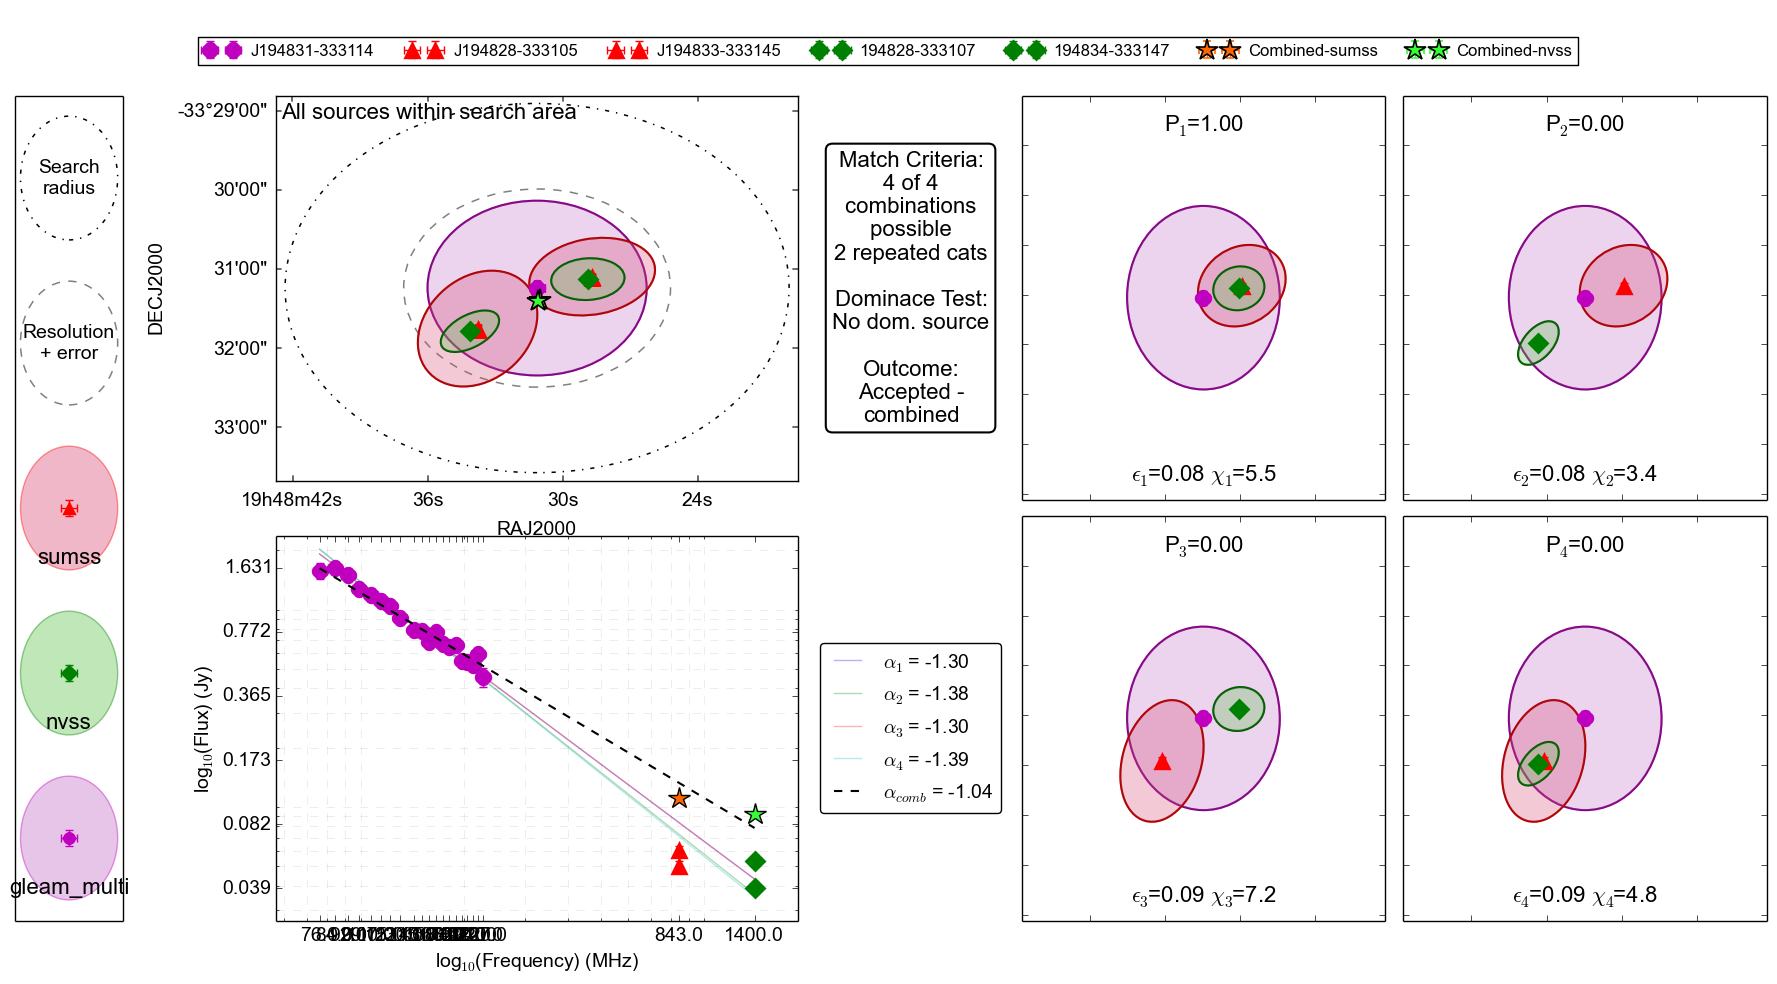 J194831-333114 J194828-333105 J194833-333145 194828-333107 194834-333147 Combined-sumss Combined-nvss
Search
radius
Resolution
+ error
sumss
nvss
gleam_multi
All sources within search area
-33°29'00"
30'00"
31'00"
32'00"
33'00"
DECJ2000
19h48m42s 36s 30s 24s
RAJ2000
Match Criteria:
4 of 4
combinations
possible
2 repeated cats
Dominace Test:
No dom. source
Outcome:
Accepted -
combined
P1=1.00
ϵ1=0.08 χ1=5.5
P2=0.00
ϵ2=0.08 χ2=3.4
1.631
0.772
0.365
0.173
0.082
0.039
log10(Flux) (Jy)
843.0 1400.0
log10(Frequency) (MHz)
α1 = -1.30
α2 = -1.38
α3 = -1.30
α4 = -1.39
αcomb = -1.04
P3=0.00
ϵ3=0.09 χ3=7.2
P4=0.00
ϵ4=0.09 χ4=4.8